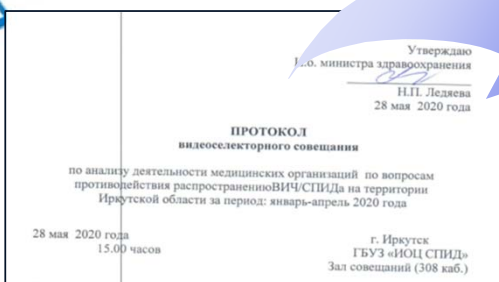 Утверждаю
И.о. министра здравоохранения
Н.П. Ледяева
28 мая 2020 года
ПРОТОКОЛ
видеоселекторного совещания
по анализу деятельности медицинских организаций по вопросам
противодействия распространениюВИЧ/СПИДа на территории
Иркутской области за период: январь-апрель 2020 года
28 мая 2020 года
15.00 часов
г. Иркутск
ГБУЗ «ИОЦ СПИД»
Зал совещаний (308 каб.)